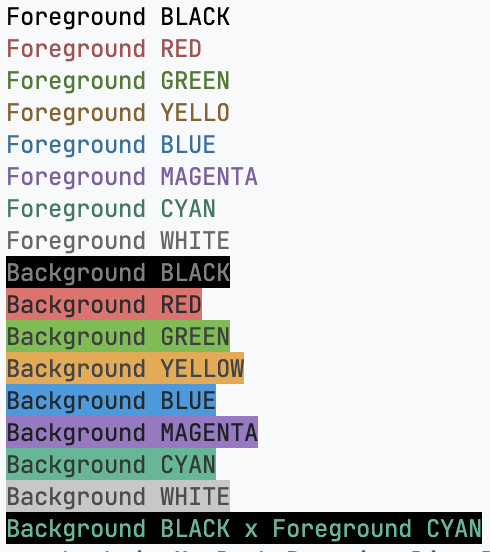 Foreground BLACK
Foreground RED
Foreground GREEN
Foreground YELLO
Foreground BLUE
Foreground MAGENTA
Foreground CYAN
Foreground WHITE
Background BLACK
Background RED
Background GREEN
Background YELLOW
Background BLUE
Background MAGENTA
Background CYAN
Background WHITE
Background BLACK x Foreground CYAN